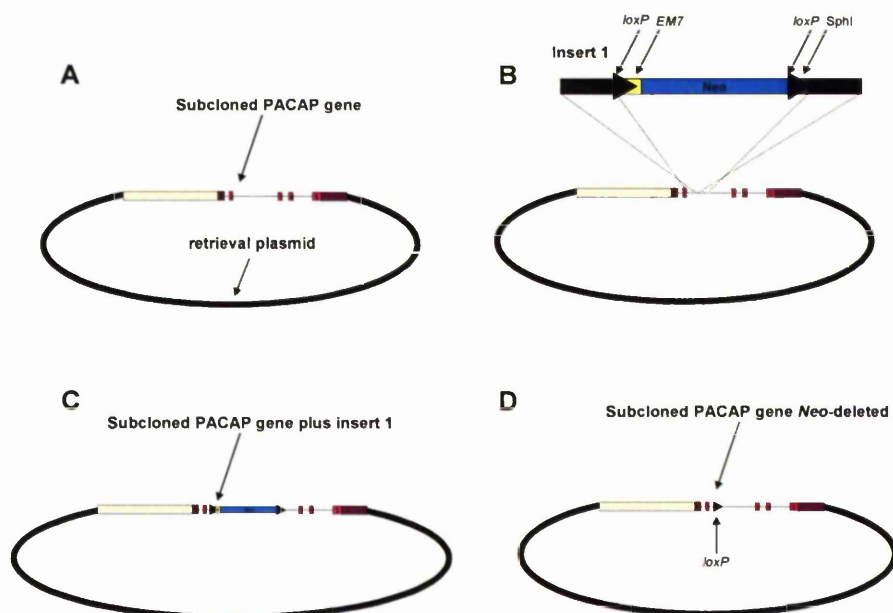 A
Subcloned PACAP gene
retrieval plasmid
B
Insert 1
loxP EM7
loxP SphI
Neo
C
Subcloned PACAP gene plus insert 1
D
Subcloned PACAP gene Neo-deleted
loxP